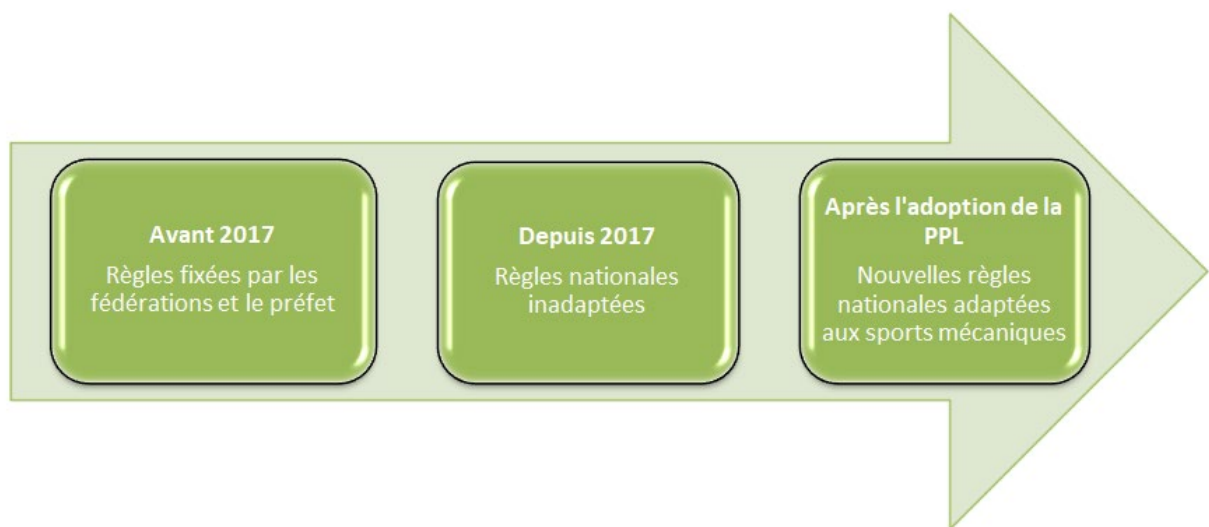 Avant 2017
Règles fixées par les
fédérations et le préfet
Depuis 2017
Règles nationales
inadaptées
Après l'adoption de la
PPL
Nouvelles règles
nationales adaptées
aux sports mécaniques